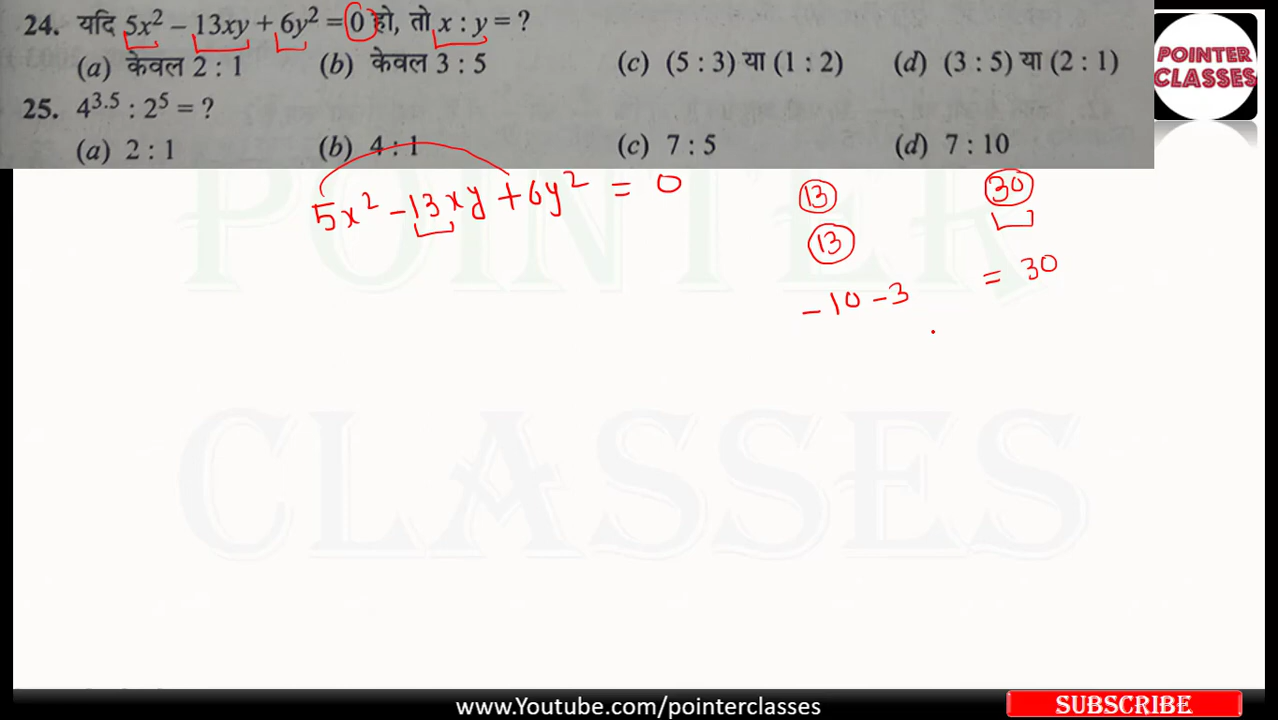 24. यदि 5x² – 13xy + 6y² = 0 हो, तो x : y = ?
(a) केवल 2 : 1 (b) केवल 3 : 5 (c) (5 : 3) या (1 : 2) (d) (3 : 5) या (2 : 1)
25. 4^3.5 : 2^5 = ?
(a) 2 : 1 (b) 4 : 1 (c) 7 : 5 (d) 7 : 10
POINTER
CLASSES
5x² – 13xy + 6y² = 0 13 30
13
–10 –3 = 30
POINTER
CLASSES
www.Youtube.com/pointerclasses SUBSCRIBE